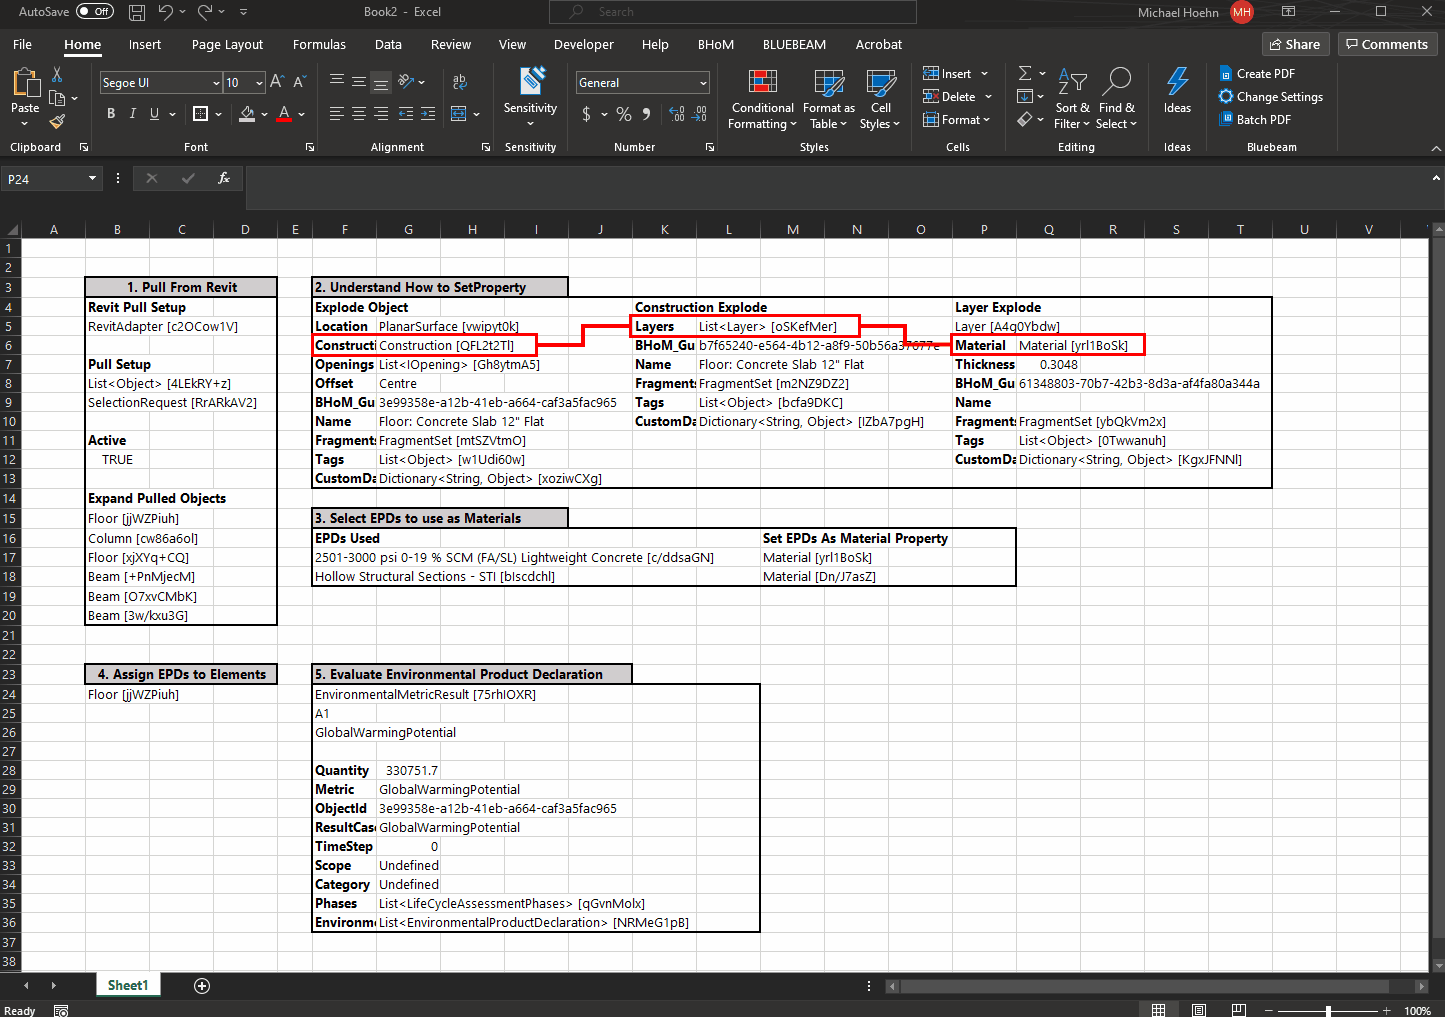 AutoSave Off Book2 - Excel Search Michael Hoehn MH
File Home Insert Page Layout Formulas Data Review View Developer Help BHoM BLUEBEAM Acrobat Share Comments
Segoe UI 10 General Insert Create PDF
Paste Sensitivity Conditional Format as Cell Delete Sort & Find & Ideas Change Settings
Formatting Table Styles Format Filter Select Batch PDF
Clipboard Font Alignment Sensitivity Number Styles Cells Editing Ideas Bluebeam
P24 fx
A B C D E F G H I J K L M N O P Q R S T U V
1
2
3 1. Pull From Revit 2. Understand How to SetProperty
4 Revit Pull Setup Explode Object Construction Explode Layer Explode
5 RevitAdapter [c2OCow1V] Location PlanarSurface [vwipyt0k] Layers List<Layer> [oSKefMer] Layer [A4q0Ybdw]
6 Constructi Construction [QFL2t2Tl] BHoM_Gu b7f65240-e564-4b12-a8f9-50b56a37677e Material Material [yrl1BoSk]
7 Pull Setup Openings List<IOpening> [Gh8ytmA5] Name Floor: Concrete Slab 12" Flat Thickness 0.3048
8 List<Object> [4LEkRY+z] Offset Centre Fragments FragmentSet [m2NZ9DZ2] BHoM_Gu 61348803-70b7-42b3-8d3a-af4fa80a344a
9 SelectionRequest [RrARkAV2] BHoM_Gu 3e99358e-a12b-41eb-a664-caf3a5fac965 Tags List<Object> [bcfa9DKC] Name
10 Name Floor: Concrete Slab 12" Flat CustomDa Dictionary<String, Object> [IZbA7pgH] Fragments FragmentSet [ybQkVm2x]
11 Active Fragments FragmentSet [mtSZVtmO] Tags List<Object> [0Twwanuh]
12 TRUE Tags List<Object> [w1Udi60w] CustomDa Dictionary<String, Object> [KgxJFNNl]
13 CustomDa Dictionary<String, Object> [xoziwCXg]
14 Expand Pulled Objects
15 Floor [jjWZPiuh] 3. Select EPDs to use as Materials
16 Column [cw86a6ol] EPDs Used Set EPDs As Material Property
17 Floor [xjXYq+CQ] 2501-3000 psi 0-19 % SCM (FA/SL) Lightweight Concrete [c/ddsaGN] Material [yrl1BoSk]
18 Beam [+PnMjecM] Hollow Structural Sections - STI [bIscdchl] Material [Dn/J7asZ]
19 Beam [O7xvCMbK]
20 Beam [3w/kxu3G]
21
22
23 4. Assign EPDs to Elements 5. Evaluate Environmental Product Declaration
24 Floor [jjWZPiuh] EnvironmentalMetricResult [75rhIOXR]
25 A1
26 GlobalWarmingPotential
27
28 Quantity 330751.7
29 Metric GlobalWarmingPotential
30 ObjectId 3e99358e-a12b-41eb-a664-caf3a5fac965
31 ResultCase GlobalWarmingPotential
32 TimeStep 0
33 Scope Undefined
34 Category Undefined
35 Phases List<LifeCycleAssessmentPhases> [qGvnMolx]
36 Environme List<EnvironmentalProductDeclaration> [NRMeG1pB]
37
38
Sheet1
Ready 100%